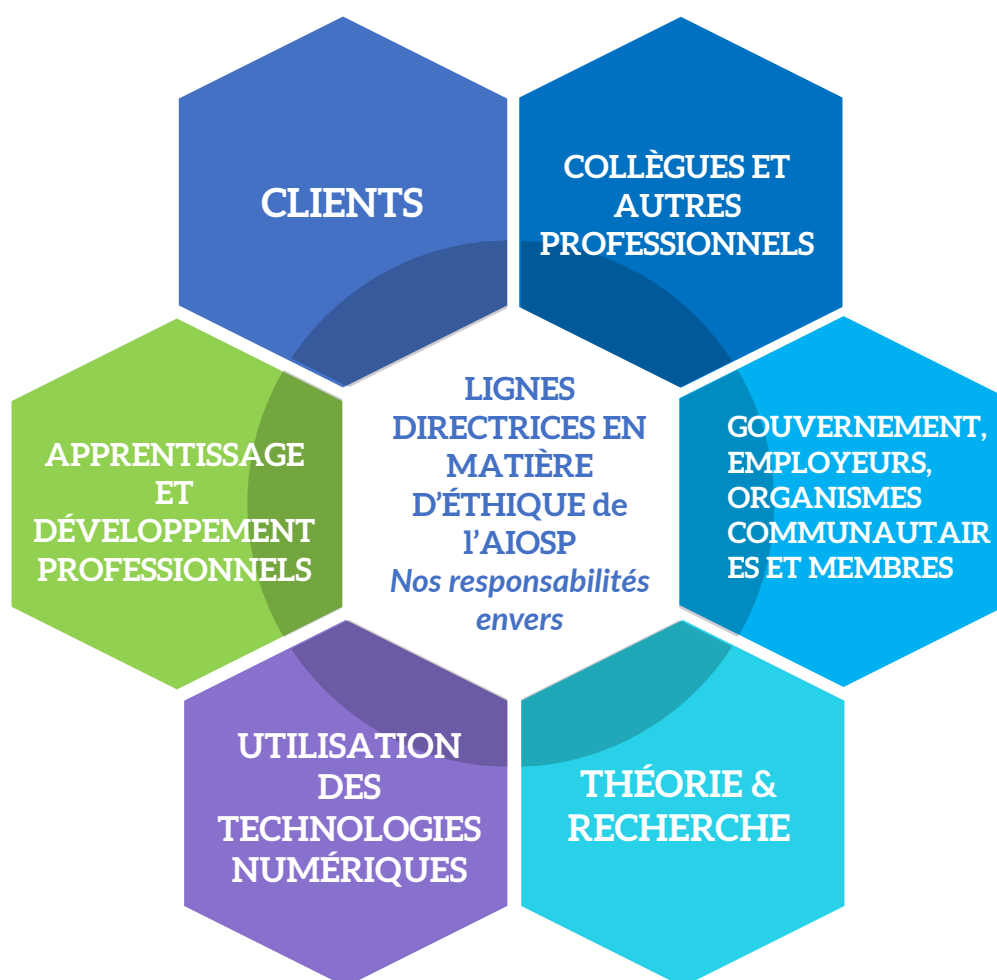 CLIENTS
COLLÈGUES ET
AUTRES
PROFESSIONNELS
LIGNES
DIRECTRICES EN
MATIÈRE
D'ÉTHIQUE de
l'AIOSP
Nos responsabilités
envers
GOUVERNEMENT,
EMPLOYEURS,
ORGANISMES
COMMUNAUTAIR
ES ET MEMBRES
APPRENTISSAGE
ET
DÉVELOPPEMENT
PROFESSIONNELS
UTILISATION
DES
TECHNOLOGIES
NUMÉRIQUES
THÉORIE &
RECHERCHE